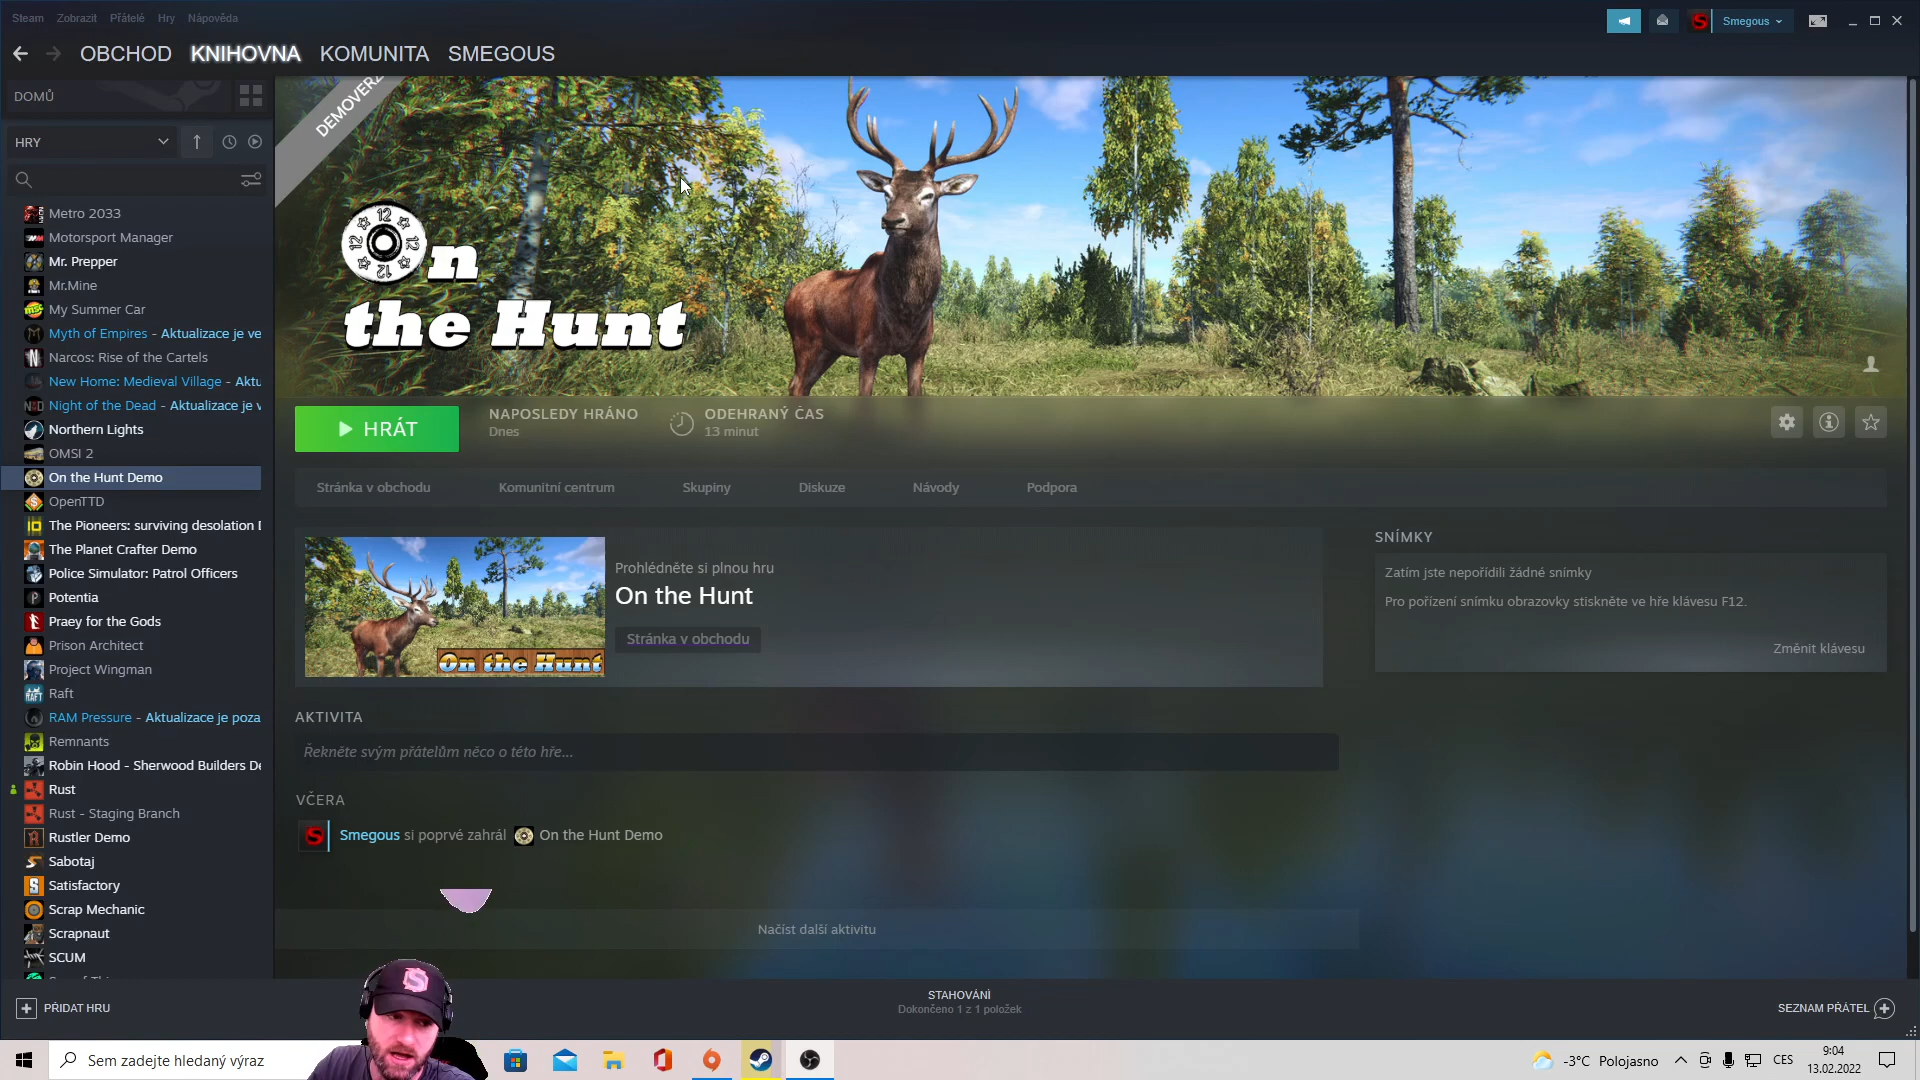 Steam Zobrazit Přátelé Hry Nápověda
Smegous
OBCHOD KNIHOVNA KOMUNITA SMEGOUS
DOMŮ
HRY
Metro 2033
Motorsport Manager
Mr. Prepper
Mr.Mine
My Summer Car
Myth of Empires - Aktualizace je ve
Narcos: Rise of the Cartels
New Home: Medieval Village - Aktu
Night of the Dead - Aktualizace je v
Northern Lights
OMSI 2
On the Hunt Demo
OpenTTD
The Pioneers: surviving desolation
The Planet Crafter Demo
Police Simulator: Patrol Officers
Potentia
Praey for the Gods
Prison Architect
Project Wingman
Raft
RAM Pressure - Aktualizace je poza
Remnants
Robin Hood - Sherwood Builders De
Rust
Rust - Staging Branch
Rustler Demo
Sabotaj
Satisfactory
Scrap Mechanic
Scrapnaut
SCUM
PŘIDAT HRU
DEMOVERZ
On
the Hunt
12 12 12 12
HRÁT
NAPOSLEDY HRÁNO
Dnes
ODEHRANÝ ČAS
13 minut
Stránka v obchodu Komunitní centrum Skupiny Diskuze Návody Podpora
On the Hunt
Prohlédněte si plnou hru
On the Hunt
Stránka v obchodu
SNÍMKY
Zatím jste nepořídili žádné snímky
Pro pořízení snímku obrazovky stiskněte ve hře klávesu F12.
Změnit klávesu
AKTIVITA
Řekněte svým přátelům něco o této hře...
VČERA
Smegous si poprvé zahrál On the Hunt Demo
Načíst další aktivitu
STAHOVÁNÍ
Dokončeno 1 z 1 položek
SEZNAM PŘÁTEL
Sem zadejte hledaný výraz
-3°C Polojasno
CES
9:04
13.02.2022